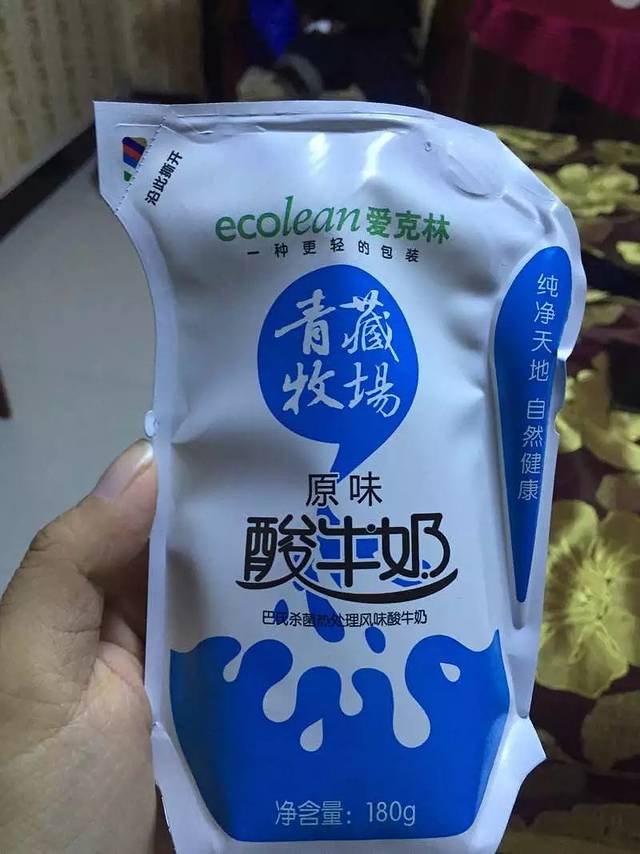 沿此撕开
ecolean爱克林
一种更轻的包装
青藏
牧場
纯净天地 自然健康
原味
酸牛奶
巴氏杀菌热处理风味酸牛奶
净含量：180g